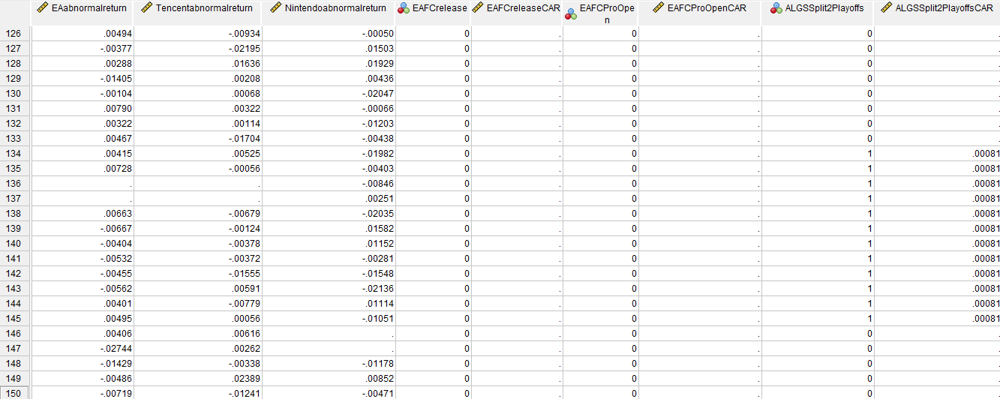 EAabnormalreturn Tencentabnormalreturn Nintendoabnormalreturn EAFCrelease EAFCreleaseCAR EAFCProOpe EAFCProOpenCAR ALGSSplit2Playoffs ALGSSplit2PlayoffsCAR
n
126 .00494 -.00934 -.00050 0 . 0 . 0 .
127 -.00377 -.02195 .01503 0 . 0 . 0 .
128 .00288 .01636 .01929 0 . 0 . 0 .
129 -.01405 .00208 .00436 0 . 0 . 0 .
130 -.00104 .00068 -.02047 0 . 0 . 0 .
131 .00790 .00322 -.00066 0 . 0 . 0 .
132 .00322 .00114 -.01203 0 . 0 . 0 .
133 .00467 -.01704 -.00438 0 . 0 . 0 .
134 .00415 .00525 -.01982 0 . 0 . 1 .00081
135 .00728 -.00056 -.00403 0 . 0 . 1 .00081
136 . . -.00846 0 . 0 . 1 .00081
137 . . .00251 0 . 0 . 1 .00081
138 .00663 -.00679 -.02035 0 . 0 . 1 .00081
139 -.00667 -.00124 .01582 0 . 0 . 1 .00081
140 -.00404 -.00378 .01152 0 . 0 . 1 .00081
141 -.00532 -.00372 -.00281 0 . 0 . 1 .00081
142 -.00455 -.01555 -.01548 0 . 0 . 1 .00081
143 -.00562 .00591 -.02136 0 . 0 . 1 .00081
144 .00401 -.00779 .01114 0 . 0 . 1 .00081
145 .00495 .00056 -.01051 0 . 0 . 1 .00081
146 .00406 .00616 . 0 . 0 . 0 .
147 -.02744 .00262 . 0 . 0 . 0 .
148 -.01429 -.00338 -.01178 0 . 0 . 0 .
149 -.00486 .02389 .00852 0 . 0 . 0 .
150 -.00719 -.01241 -.00471 0 . 0 . 0 .